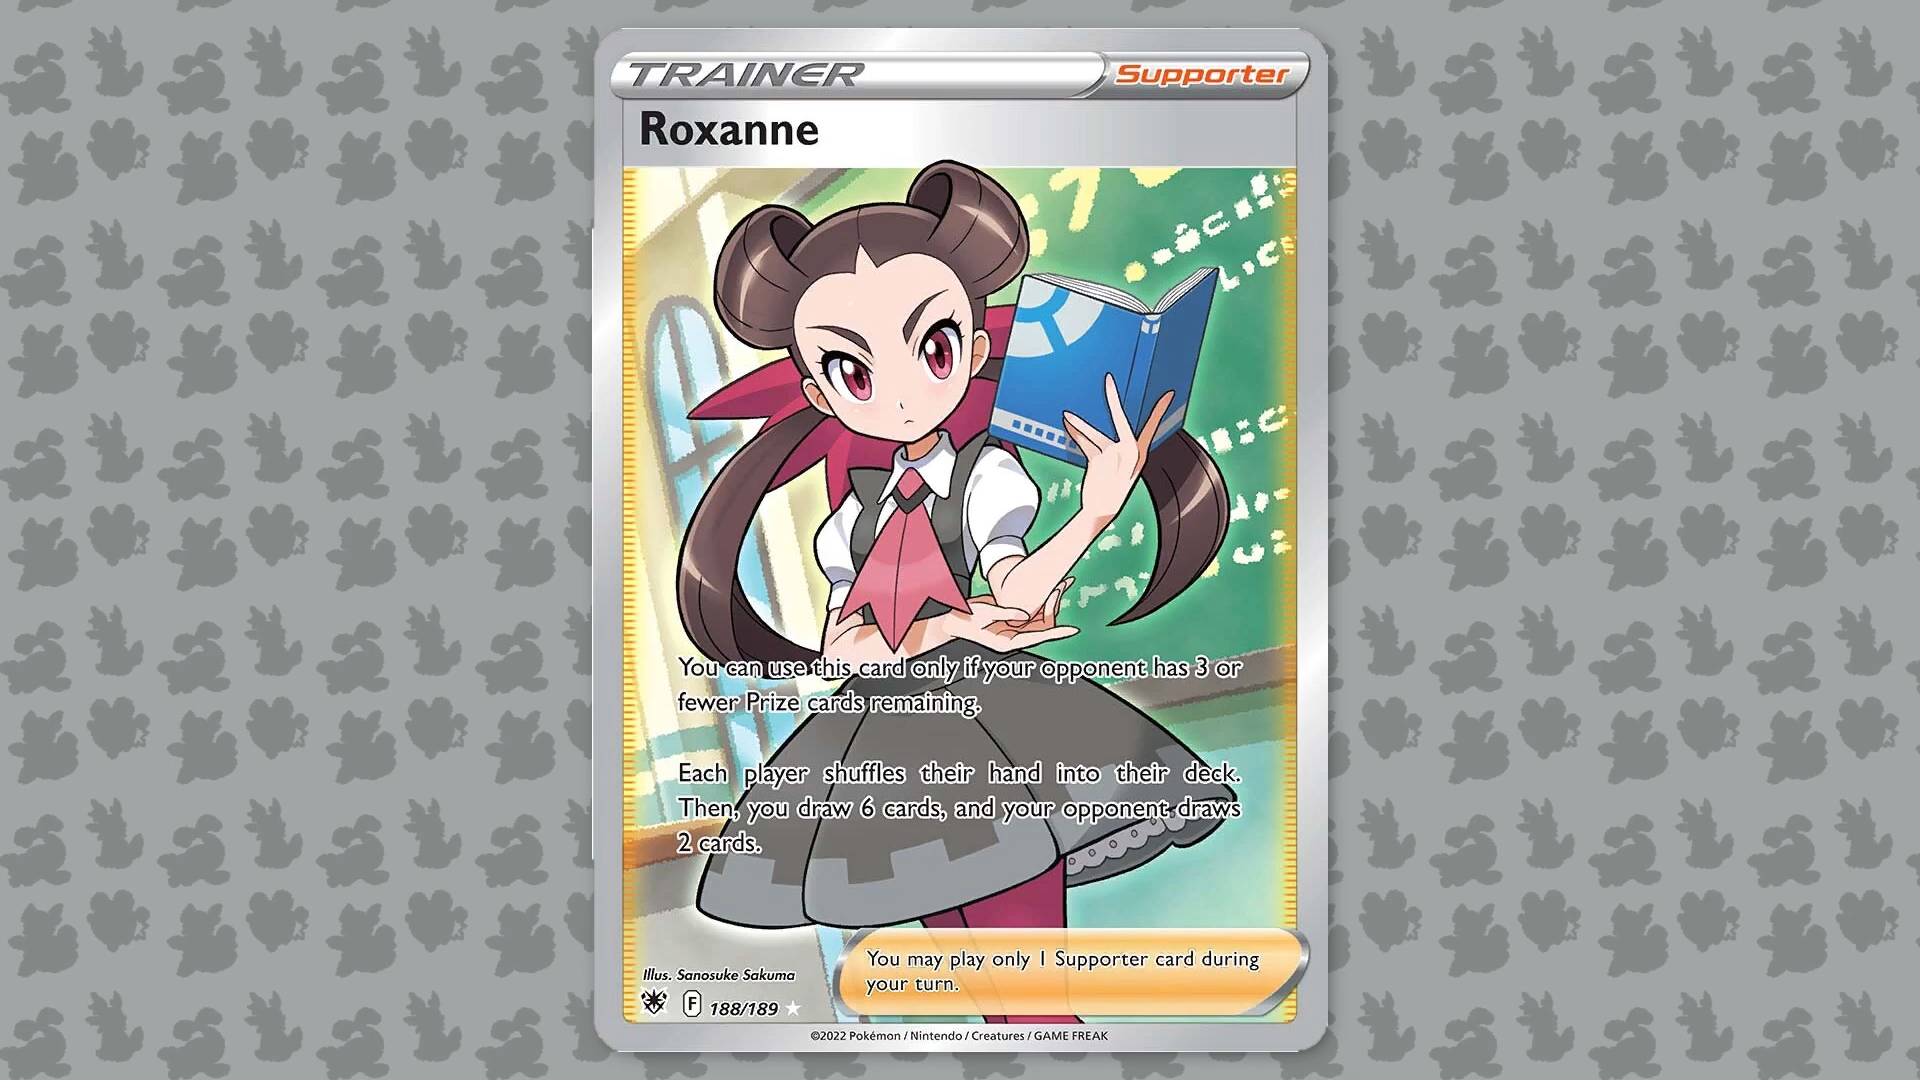 TRAINER Supporter
Roxanne
You can use this card only if your opponent has 3 or
fewer Prize cards remaining.
Each player shuffles their hand into their deck.
Then, you draw 6 cards, and your opponent draws
2 cards.
You may play only 1 Supporter card during
your turn.
Illus. Sanosuke Sakuma
F 188/189
©2022 Pokémon / Nintendo / Creatures / GAME FREAK